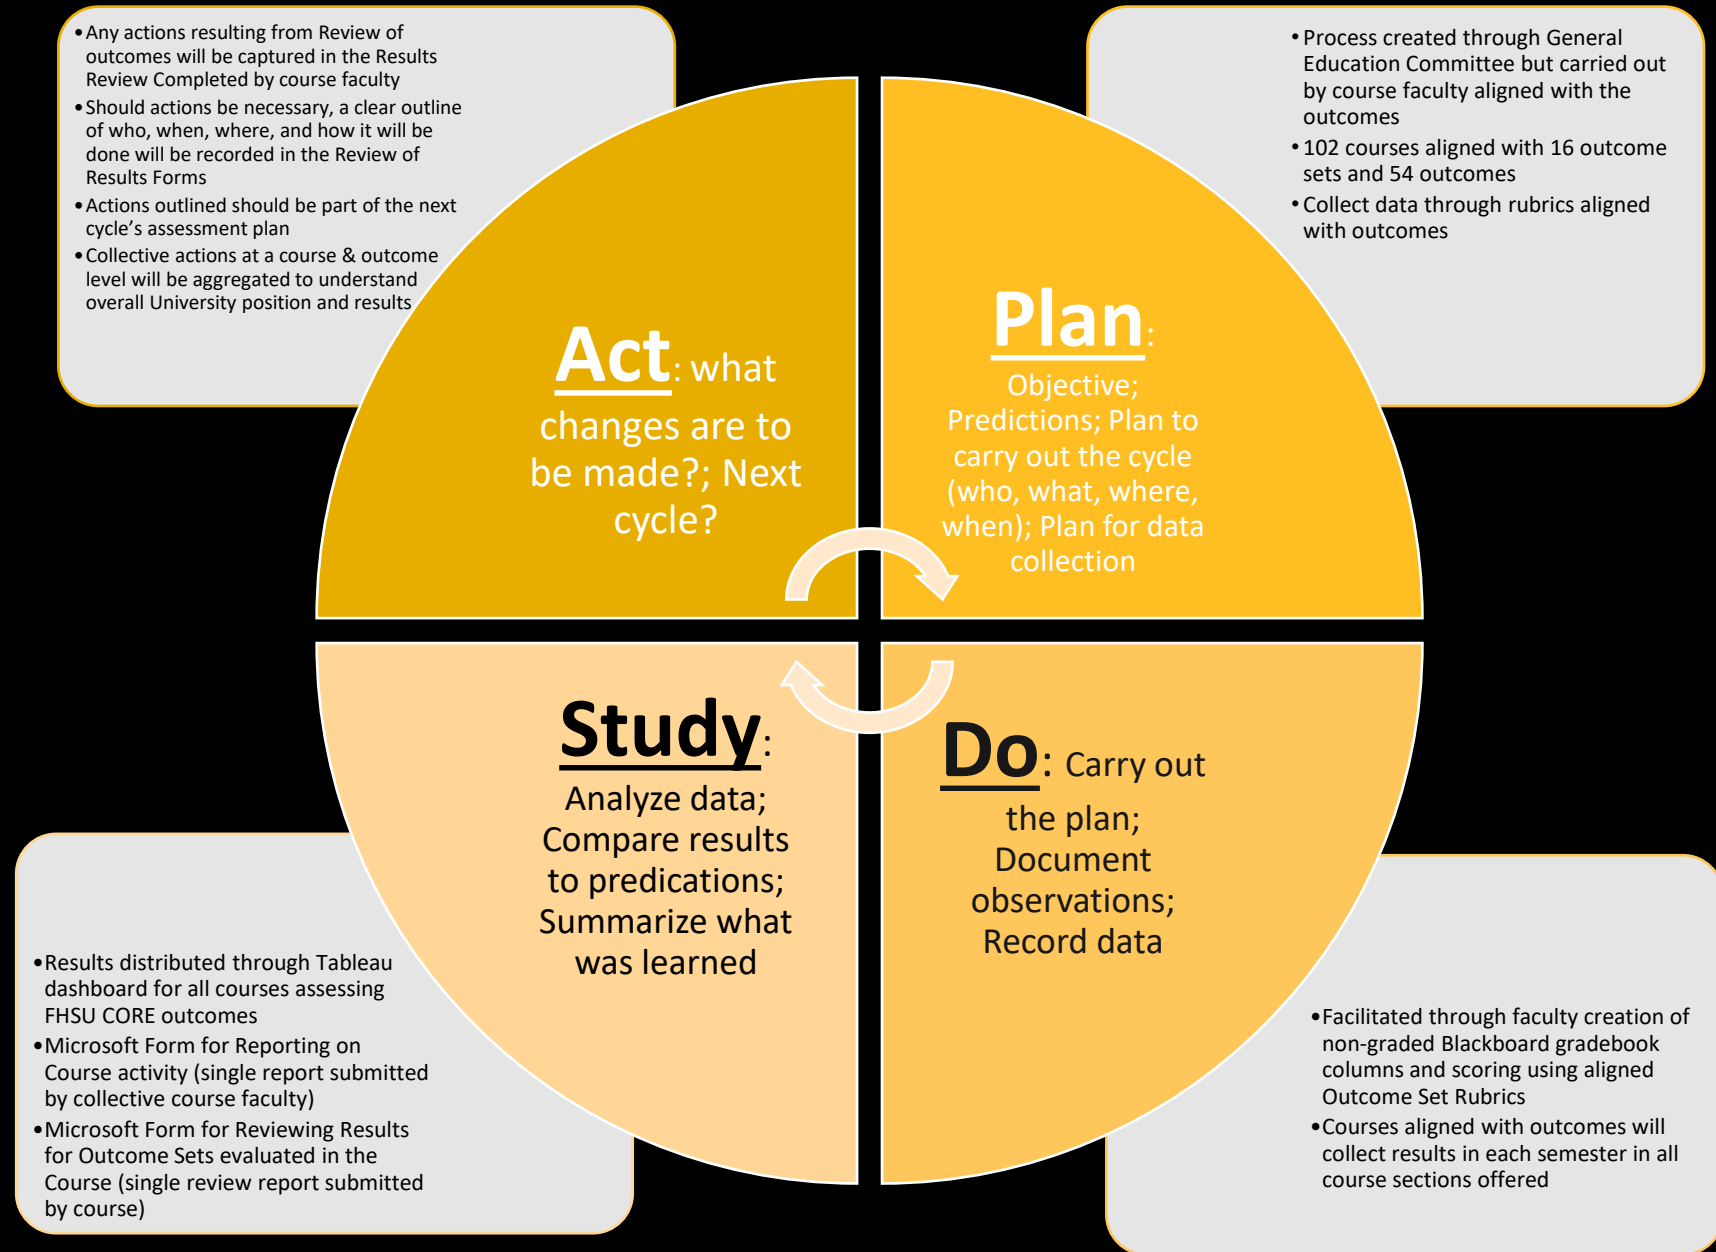 •Any actions resulting from Review of
outcomes will be captured in the Results
Review Completed by course faculty
•Should actions be necessary, a clear outline
of who, when, where, and how it will be
done will be recorded in the Review of
Results Forms
•Actions outlined should be part of the next
cycle’s assessment plan
•Collective actions at a course & outcome
level will be aggregated to understand
overall University position and results
•Process created through General
Education Committee but carried out
by course faculty aligned with the
outcomes
•102 courses aligned with 16 outcome
sets and 54 outcomes
•Collect data through rubrics aligned
with outcomes
Act: what
changes are to
be made?; Next
cycle?
Plan:
Objective;
Predictions; Plan to
carry out the cycle
(who, what, where,
when); Plan for data
collection
Study:
Analyze data;
Compare results
to predications;
Summarize what
was learned
Do: Carry out
the plan;
Document
observations;
Record data
•Results distributed through Tableau
dashboard for all courses assessing
FHSU CORE outcomes
•Microsoft Form for Reporting on
Course activity (single report submitted
by collective course faculty)
•Microsoft Form for Reviewing Results
for Outcome Sets evaluated in the
Course (single review report submitted
by course)
•Facilitated through faculty creation of
non-graded Blackboard gradebook
columns and scoring using aligned
Outcome Set Rubrics
•Courses aligned with outcomes will
collect results in each semester in all
course sections offered